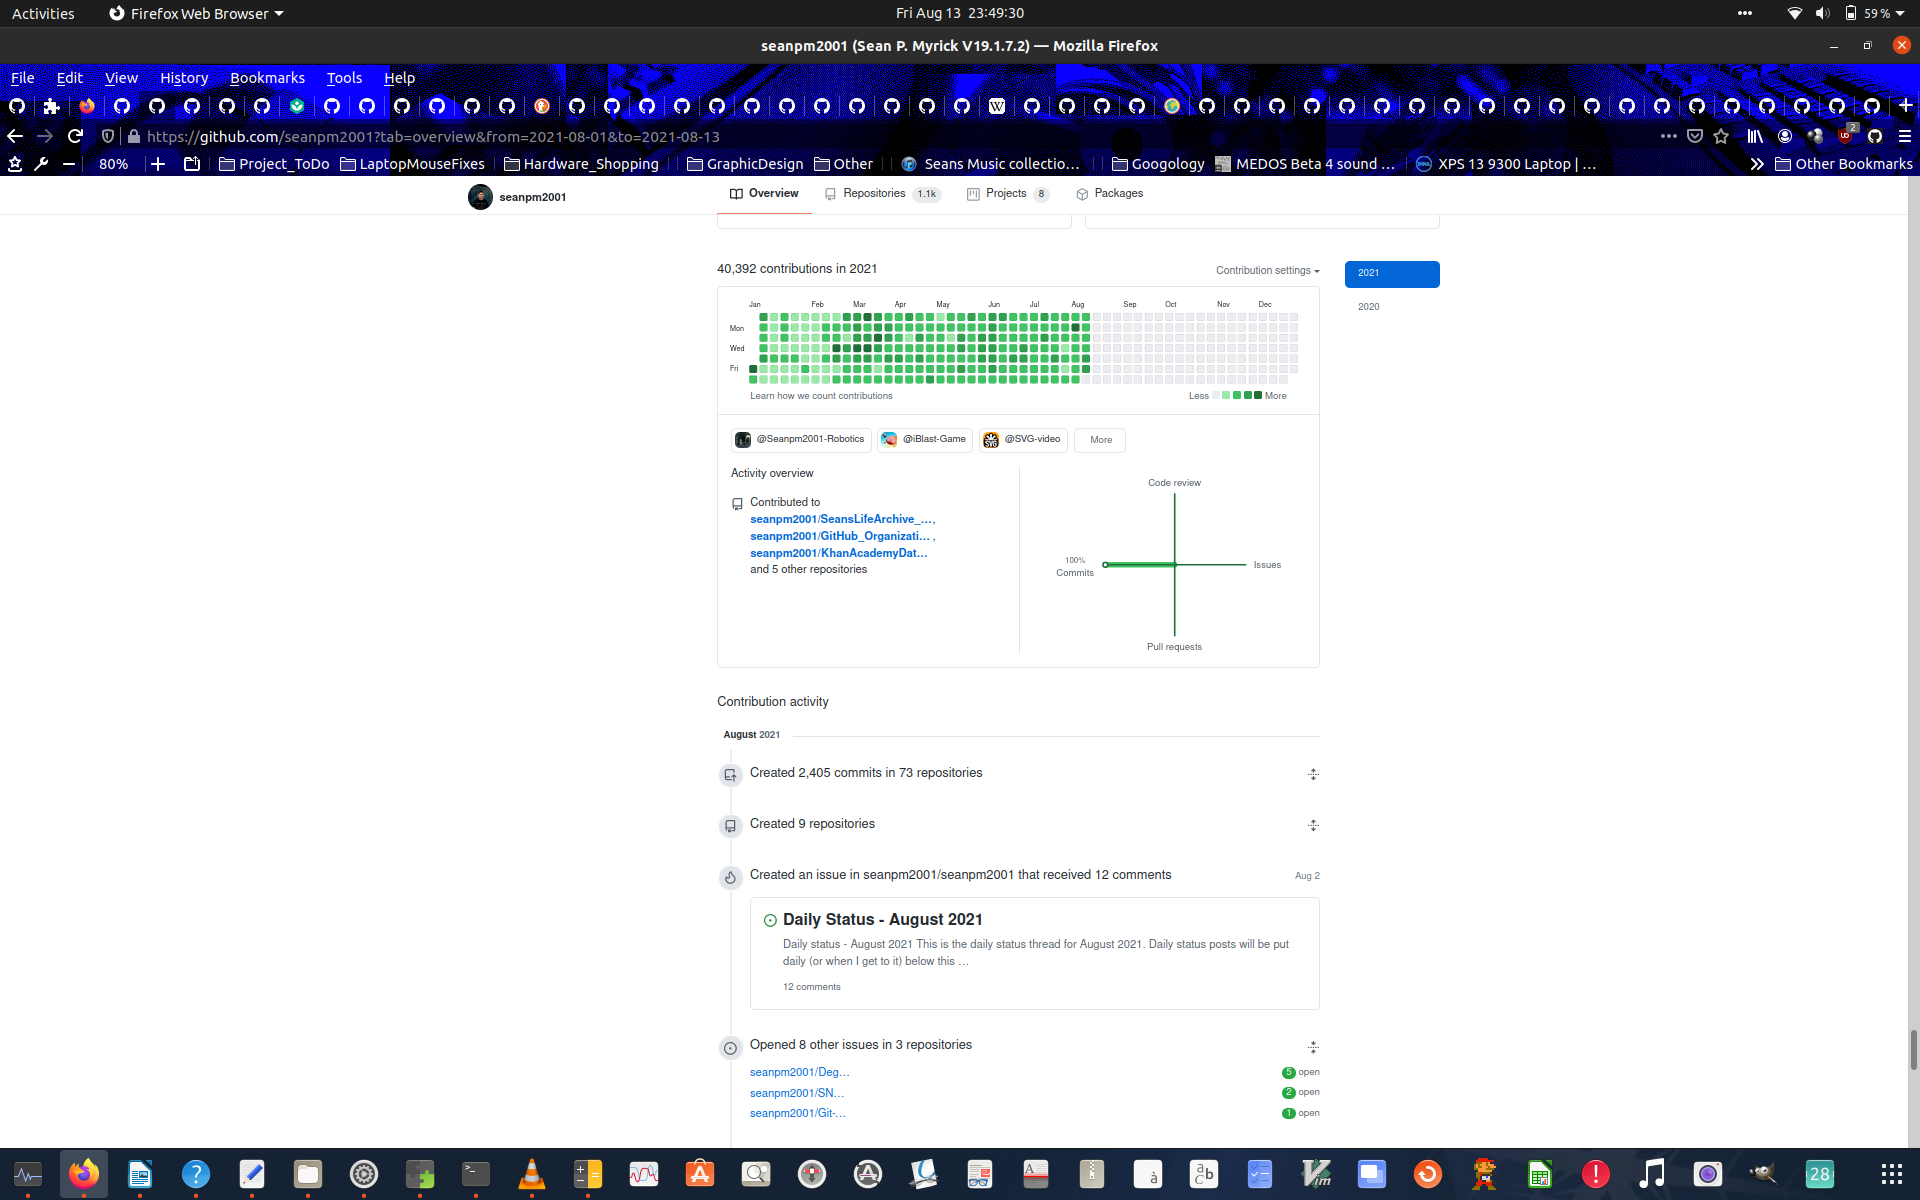 Activities
Firefox Web Browser
Fri Aug 13 23:49:30
59 %
seanpm2001 (Sean P. Myrick V19.1.7.2) — Mozilla Firefox
File Edit View History Bookmarks Tools Help
https://github.com/seanpm2001?tab=overview&from=2021-08-01&to=2021-08-13
2
80%
Project_ToDo
LaptopMouseFixes
Hardware_Shopping
GraphicDesign
Other
Seans Music collectio…
Googology
MEDOS Beta 4 sound …
XPS 13 9300 Laptop | …
Other Bookmarks
seanpm2001
Overview
Repositories 1.1k
Projects 8
Packages
40,392 contributions in 2021
Contribution settings
2021
2020
Jan Feb Mar Apr May Jun Jul Aug Sep Oct Nov Dec
Mon
Wed
Fri
Learn how we count contributions
Less More
@Seanpm2001-Robotics
@iBlast-Game
@SVG-video
More
Activity overview
Contributed to
seanpm2001/SeansLifeArchive_…,
seanpm2001/GitHub_Organizati… ,
seanpm2001/KhanAcademyDat…
and 5 other repositories
Code review
100%
Commits
Issues
Pull requests
Contribution activity
August 2021
Created 2,405 commits in 73 repositories
Created 9 repositories
Created an issue in seanpm2001/seanpm2001 that received 12 comments
Aug 2
Daily Status - August 2021
Daily status - August 2021 This is the daily status thread for August 2021. Daily status posts will be put
daily (or when I get to it) below this …
12 comments
Opened 8 other issues in 3 repositories
seanpm2001/Deg…
5 open
seanpm2001/SN…
2 open
seanpm2001/Git-…
1 open
28